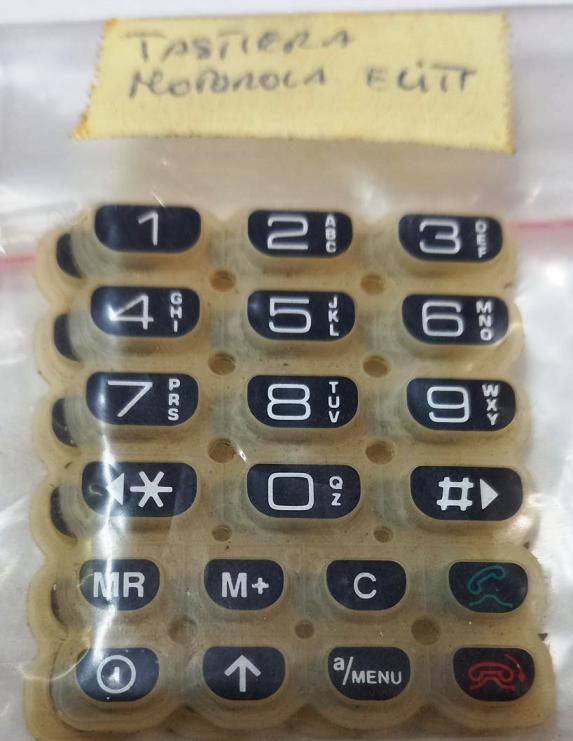 TASTIERA
MOTOROLA ELITT
1 2 ABC 3 DEF
4 GHI 5 JKL 6 MNO
7 PRS 8 TUV 9 WXY
* 0 QZ #
MR M+ C
a/MENU